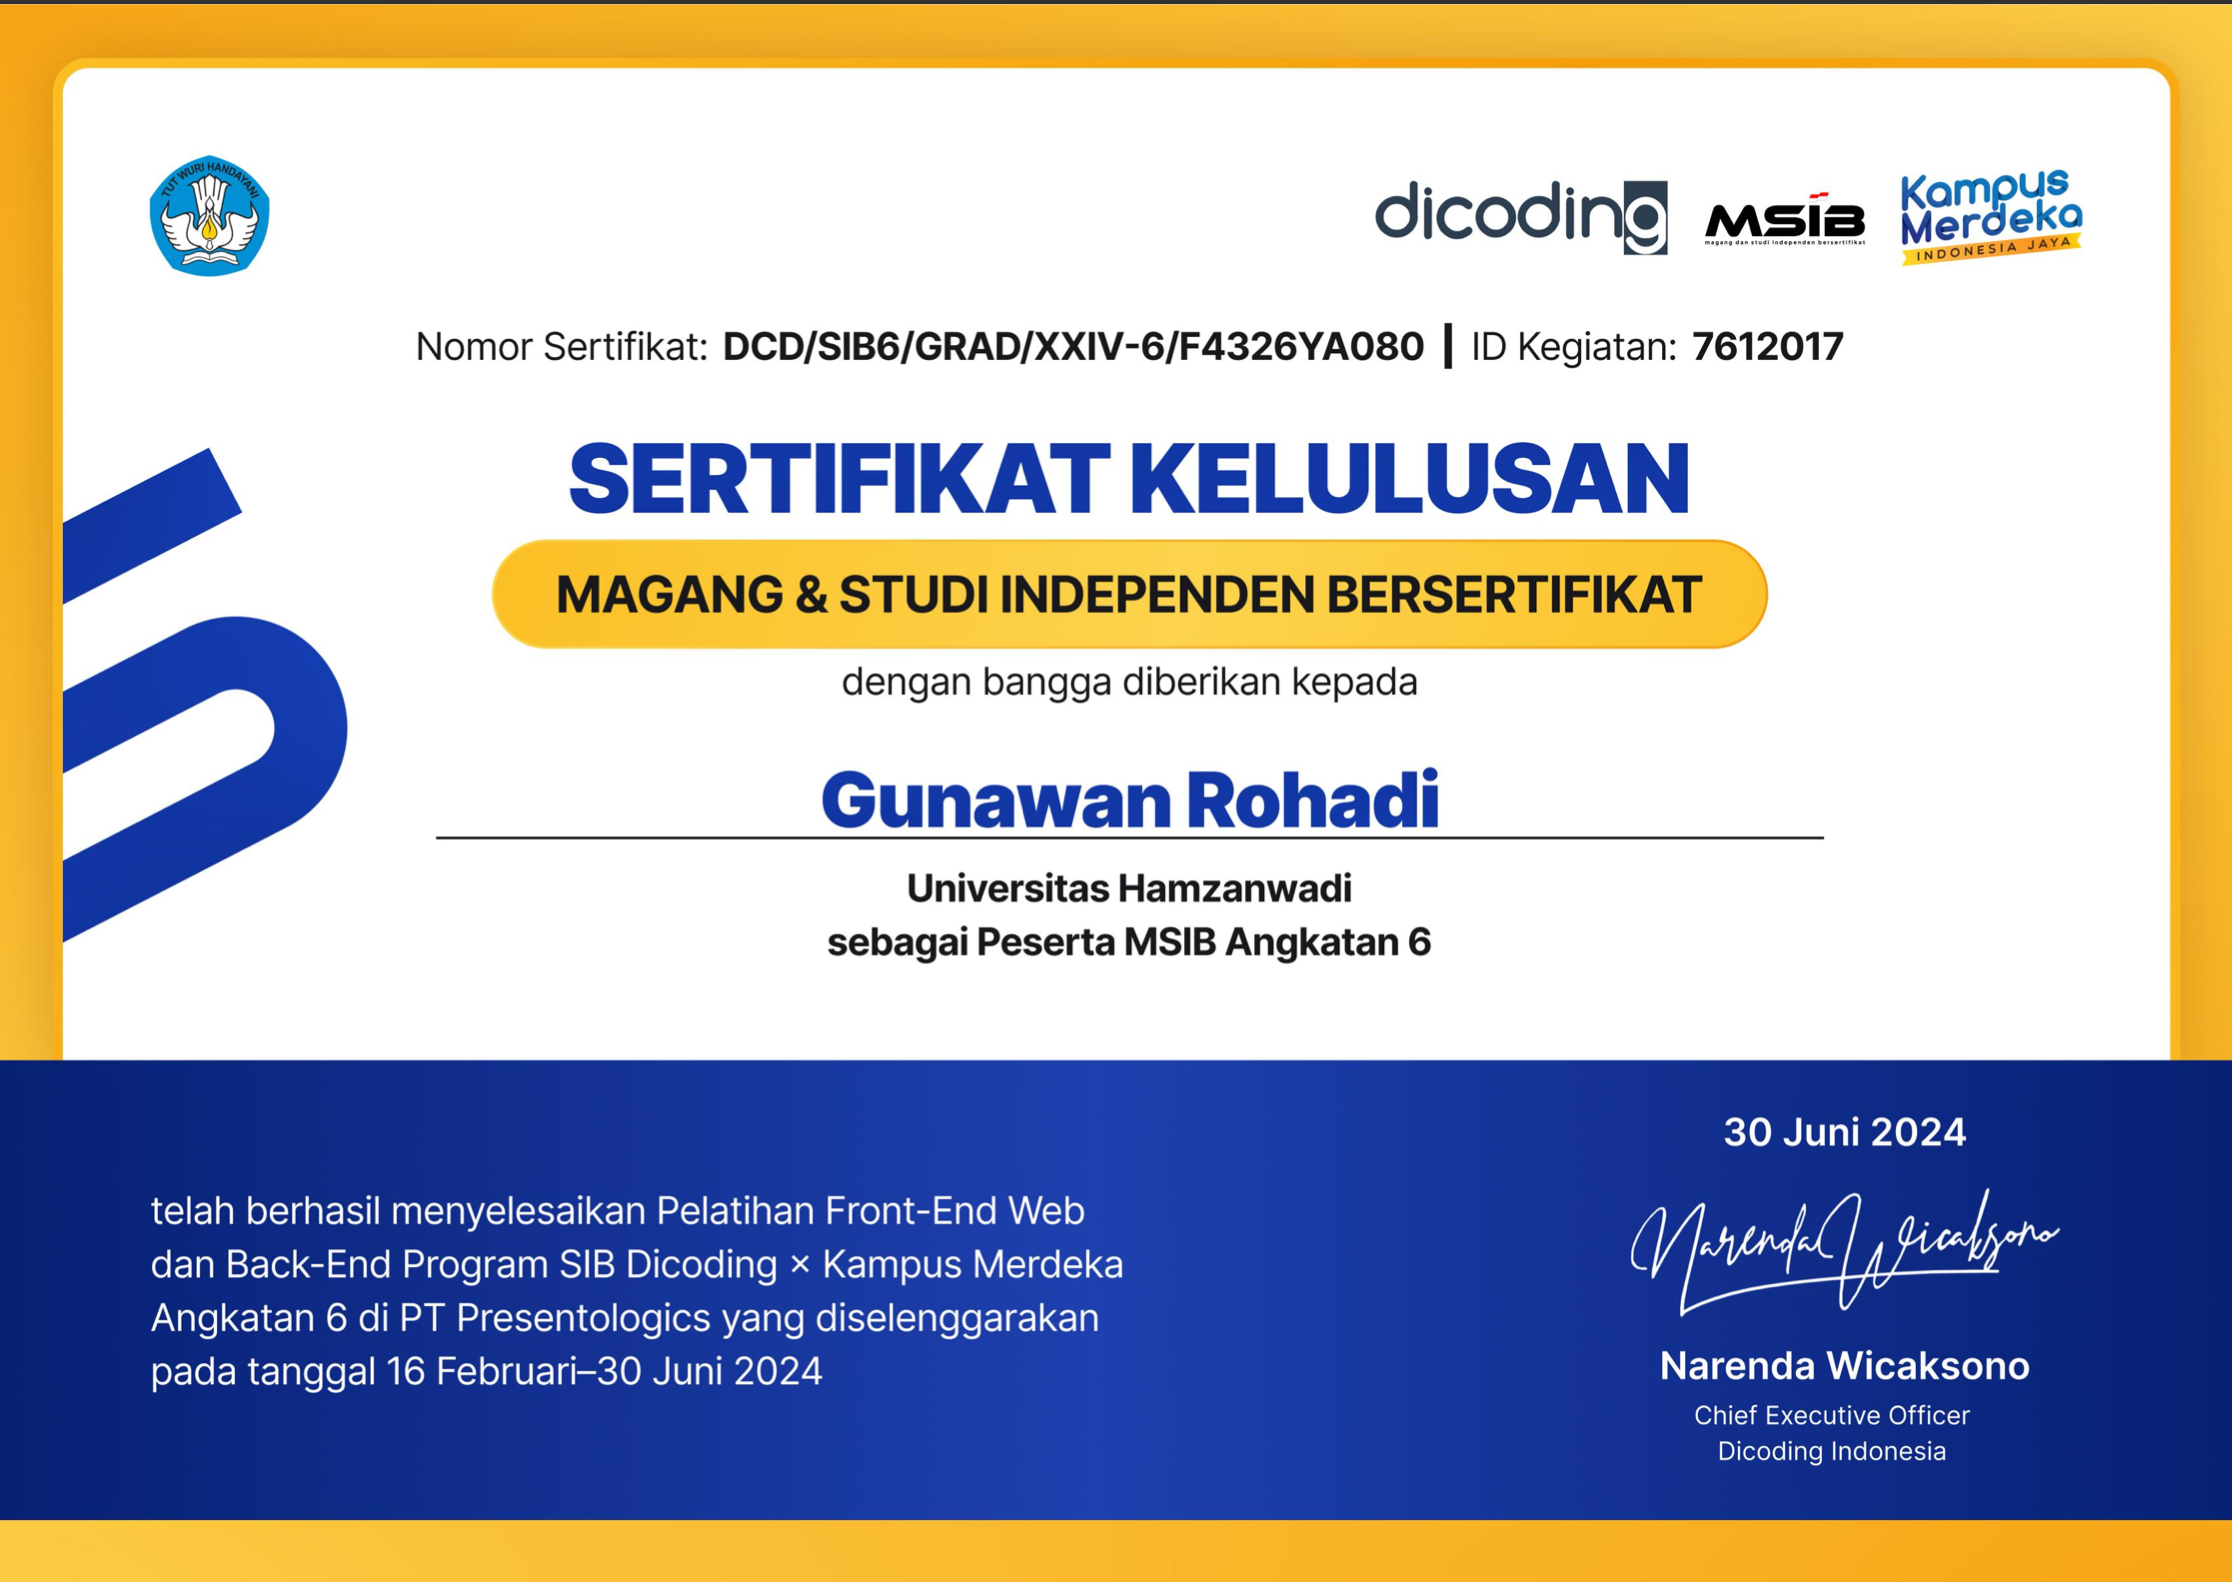 TUT WURI HANDAYANI
dicoding
MSIB
magang dan studi independen bersertifikat
Kampus
Merdeka
INDONESIA JAYA
Nomor Sertifikat: DCD/SIB6/GRAD/XXIV-6/F4326YA080 | ID Kegiatan: 7612017
SERTIFIKAT KELULUSAN
MAGANG & STUDI INDEPENDEN BERSERTIFIKAT
dengan bangga diberikan kepada
Gunawan Rohadi
Universitas Hamzanwadi
sebagai Peserta MSIB Angkatan 6
telah berhasil menyelesaikan Pelatihan Front-End Web
dan Back-End Program SIB Dicoding × Kampus Merdeka
Angkatan 6 di PT Presentologics yang diselenggarakan
pada tanggal 16 Februari–30 Juni 2024
30 Juni 2024
Narenda Wicaksono
Narenda Wicaksono
Chief Executive Officer
Dicoding Indonesia